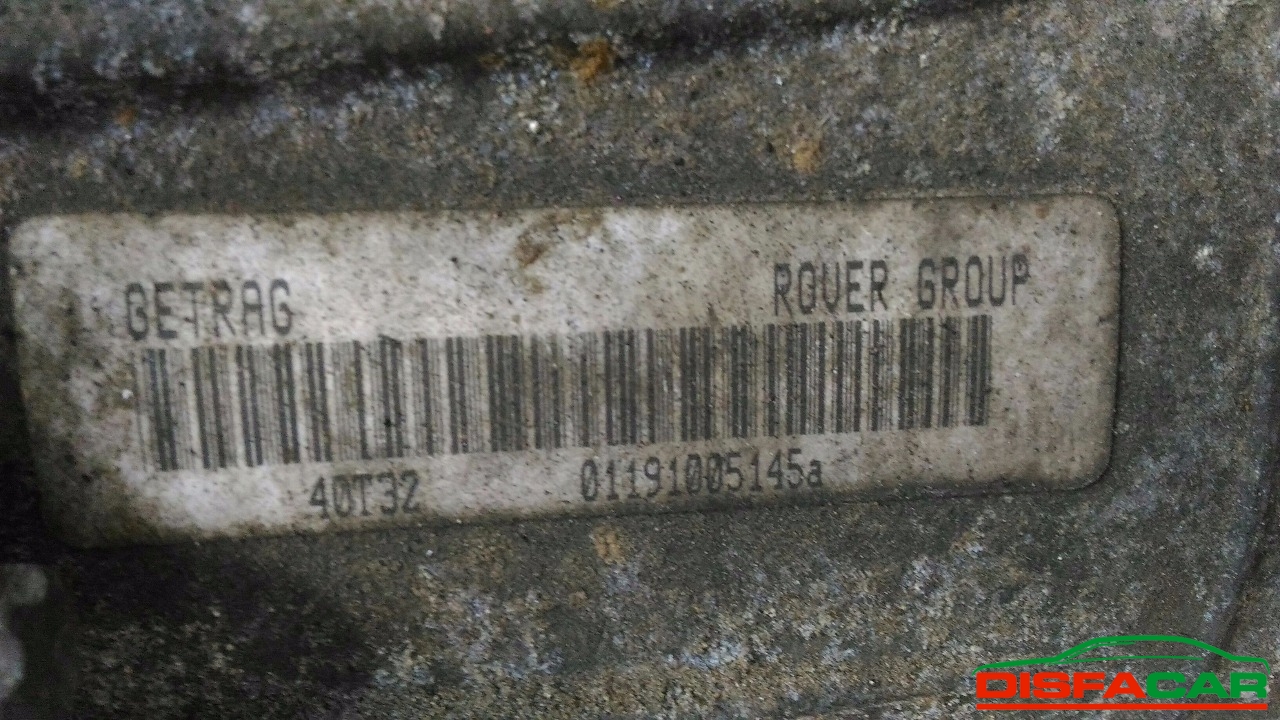 GETRAG ROVER GROUP
40T32 01191005145a
DISFACAR